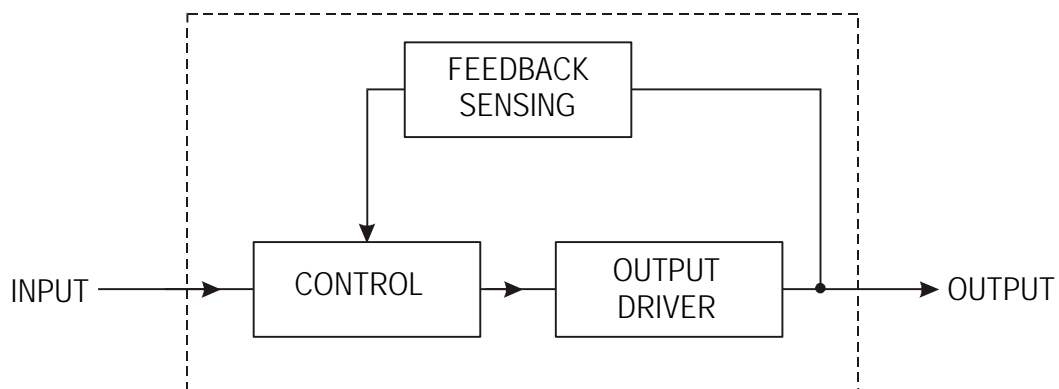 FEEDBACK
SENSING
INPUT
CONTROL
OUTPUT
DRIVER
OUTPUT